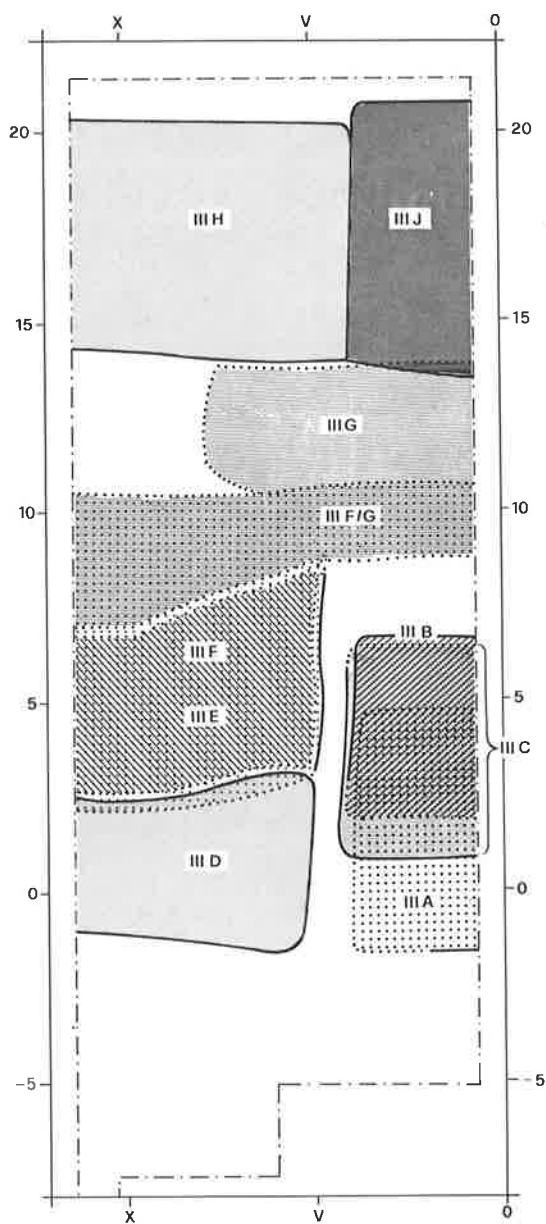 X V 0
20 20
III H III J
15 15
III G
10 III F/G 10
III F III B
5 III E 5
III C
III D III A
0 0
-5 -5
X V 0